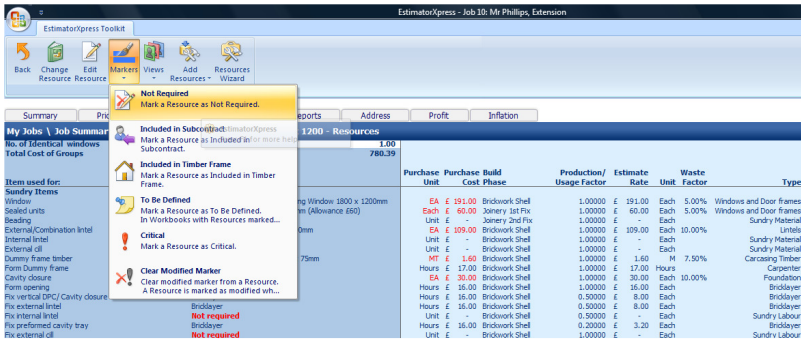 EstimatorXpress - Job 10: Mr Phillips, Extension
EstimatorXpress Toolkit
Back Change Resource Edit Resource Markers Views Add Resources Resources Wizard
Not Required
Mark a Resource as Not Required.
Included in Subcontract
Mark a Resource as Included in Subcontract.
Included in Timber Frame
Mark a Resource as Included in Timber Frame.
To Be Defined
Mark a Resource as To Be Defined.
In Workbooks with Resources marked...
Critical
Mark a Resource as Critical.
Clear Modified Marker
Clear modified marker from a Resource.
A Resource is marked as modified wh...
Summary Address Profit Inflation
My Jobs \ Job Summar 1200 - Resources
No. of Identical windows 1.00
Total Cost of Groups 780.39
Item used for: Purchase Unit Purchase Cost Build Phase Production/ Usage Factor Estimate Rate Unit Waste Factor Type
Sundry Items
Window ng Window 1800 x 1200mm EA £ 191.00 Brickwork Shell 1.00000 £ 191.00 Each 5.00% Windows and Door frames
Sealed units m (Allowance £60) Each £ 60.00 Joinery 1st Fix 1.00000 £ 60.00 Each 5.00% Windows and Door frames
Beading Unit £ - Joinery 2nd Fix 1.00000 £ - Each Sundry Material
External/Combination lintel 0mm EA £ 109.00 Brickwork Shell 1.00000 £ 109.00 Each 10.00% Lintels
Internal lintel Unit £ - Brickwork Shell 1.00000 £ - Each Sundry Material
External cill Unit £ - Brickwork Shell 1.00000 £ - Each Sundry Material
Dummy frame timber 75mm MT £ 1.60 Brickwork Shell 1.00000 £ 1.60 M 7.50% Carcasing Timber
Form Dummy frame Hours £ 17.00 Brickwork Shell 1.00000 £ 17.00 Hours Carpenter
Cavity closure EA £ 30.00 Brickwork Shell 1.00000 £ 30.00 Each 10.00% Foundation
Form opening Hours £ 16.00 Brickwork Shell 1.00000 £ 16.00 Each Bricklayer
Fix vertical DPC/ Cavity closure Hours £ 16.00 Brickwork Shell 0.50000 £ 8.00 Each Bricklayer
Fix external lintel Bricklayer Hours £ 16.00 Brickwork Shell 0.50000 £ 8.00 Each Bricklayer
Fix internal lintel Not required Unit £ - Brickwork Shell 0.50000 £ - Each Sundry Labour
Fix preformed cavity tray Bricklayer Hours £ 16.00 Brickwork Shell 0.20000 £ 3.20 Each Bricklayer
Fix external cill Not required Unit £ - Brickwork Shell 1.00000 £ - Each Sundry Labour